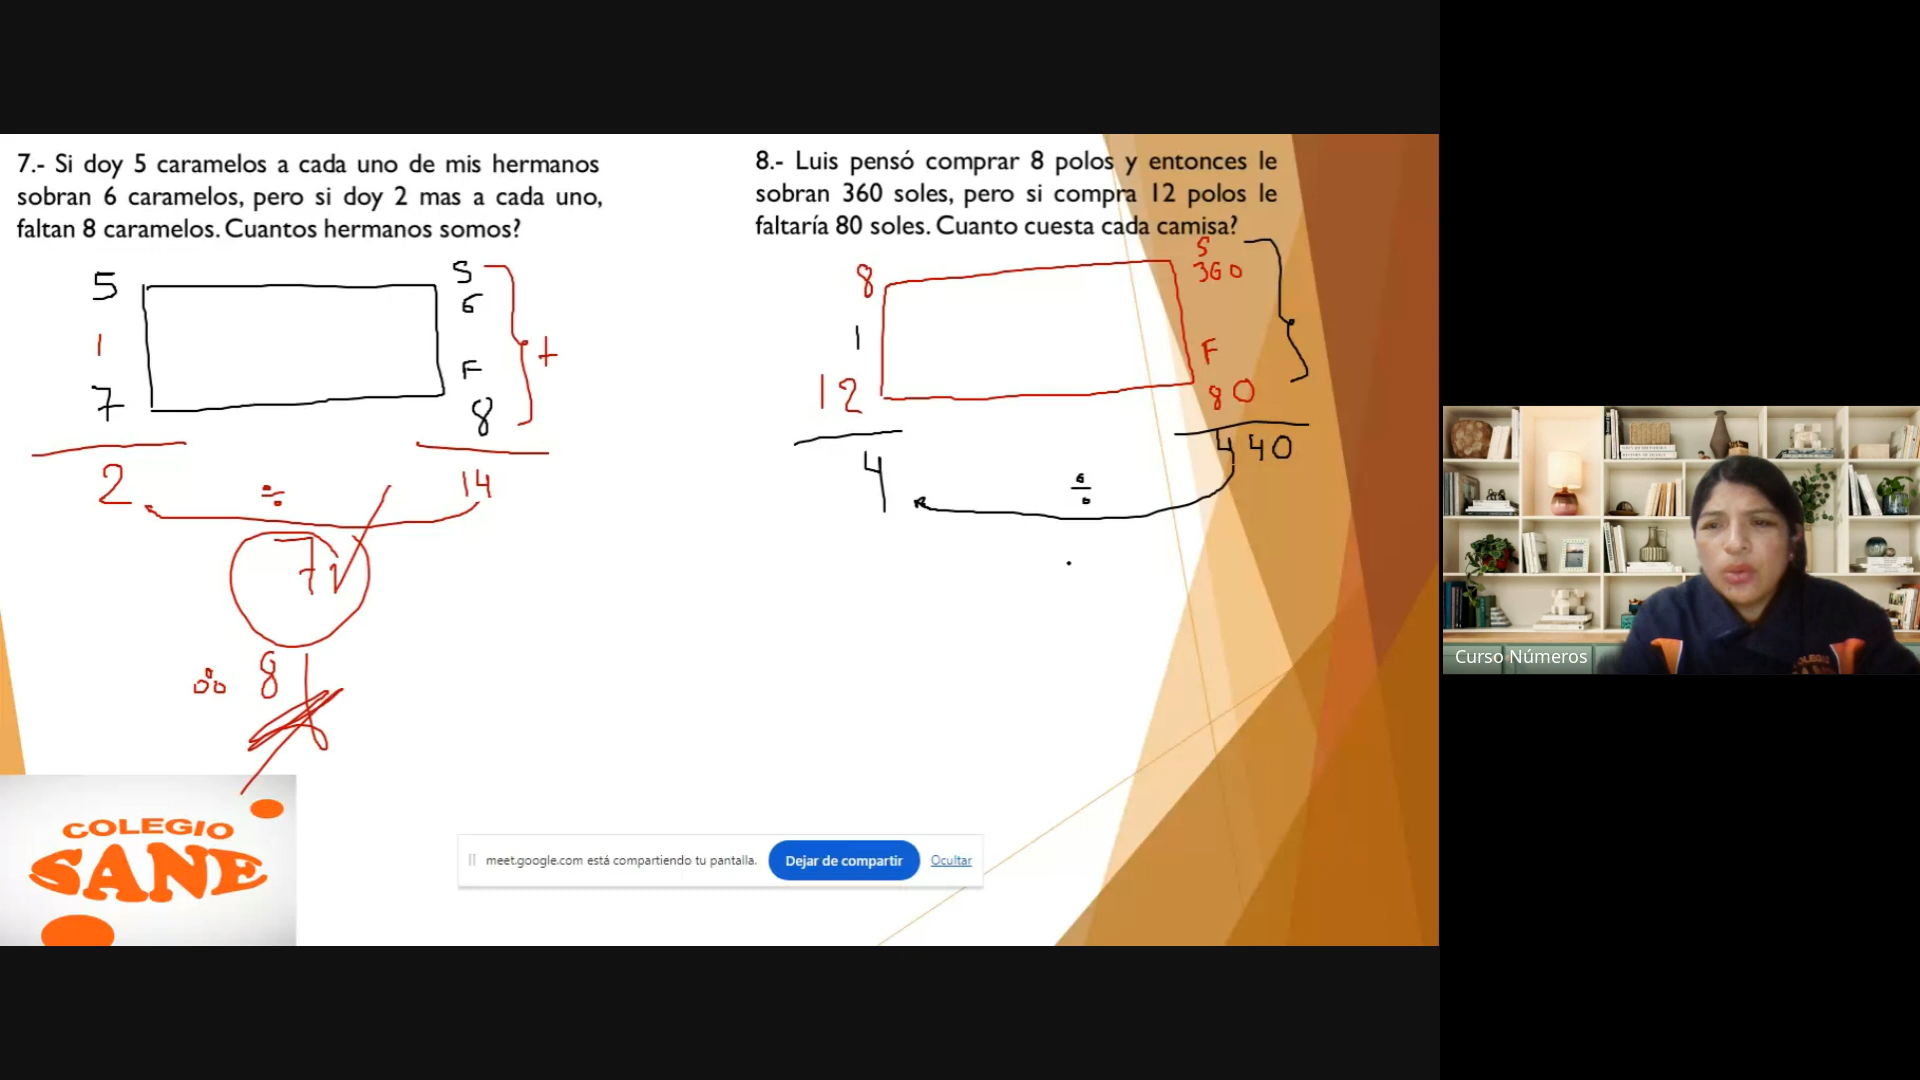 7.- Si doy 5 caramelos a cada uno de mis hermanos
sobran 6 caramelos, pero si doy 2 mas a cada uno,
faltan 8 caramelos. Cuantos hermanos somos?
5
S
6
1
+
F
7
8
2
÷
14
7
8
8.- Luis pensó comprar 8 polos y entonces le
sobran 360 soles, pero si compra 12 polos le
faltaría 80 soles. Cuanto cuesta cada camisa?
8
S
360
1
F
12
80
4
÷
440
COLEGIO
SANE
meet.google.com está compartiendo tu pantalla.
Dejar de compartir
Ocultar
Curso Números
COLEGIO